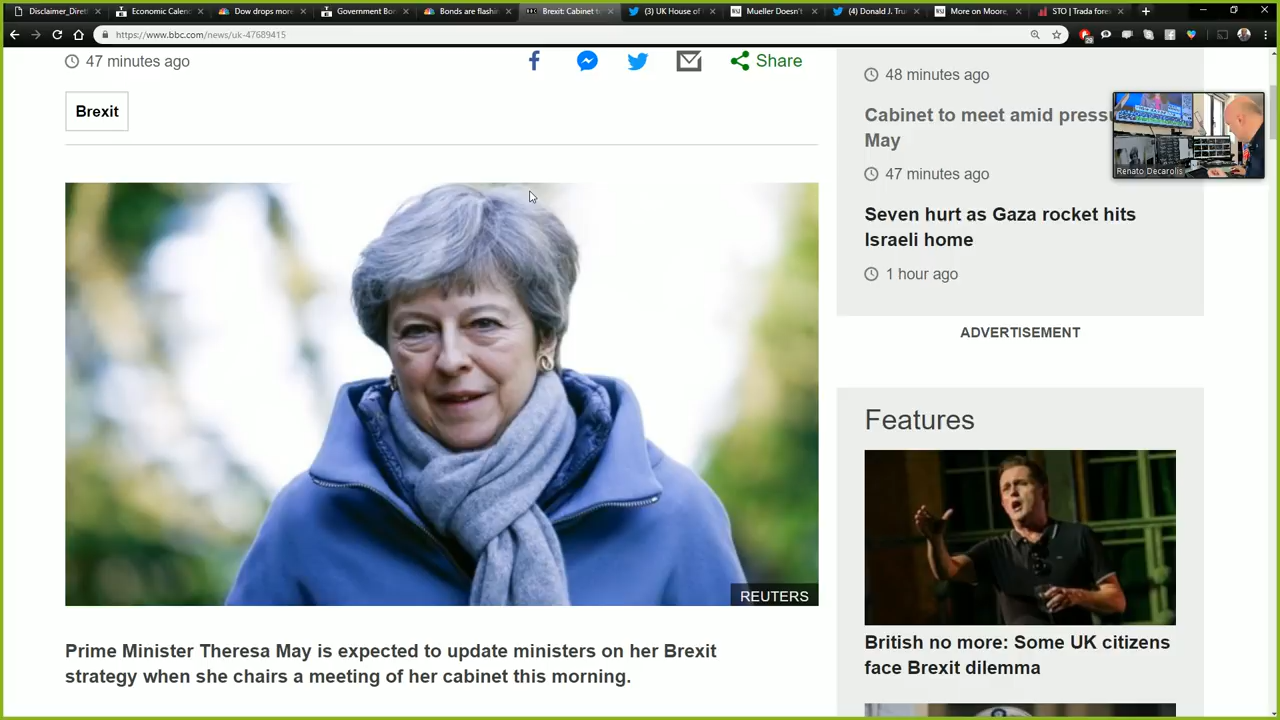 Disclaimer_Dirett
Economic Calend
Dow drops more
Government Bon
Bonds are flashin
Brexit: Cabinet to
(3) UK House of
Mueller Doesn't
(4) Donald J. Tru
More on Moore,
STO | Trada fore
https://www.bbc.com/news/uk-47689415
47 minutes ago
Share
Brexit
REUTERS
Prime Minister Theresa May is expected to update ministers on her Brexit
strategy when she chairs a meeting of her cabinet this morning.
48 minutes ago
Cabinet to meet amid pressu
May
47 minutes ago
Seven hurt as Gaza rocket hits
Israeli home
1 hour ago
Renato Decarolis
ADVERTISEMENT
Features
British no more: Some UK citizens
face Brexit dilemma